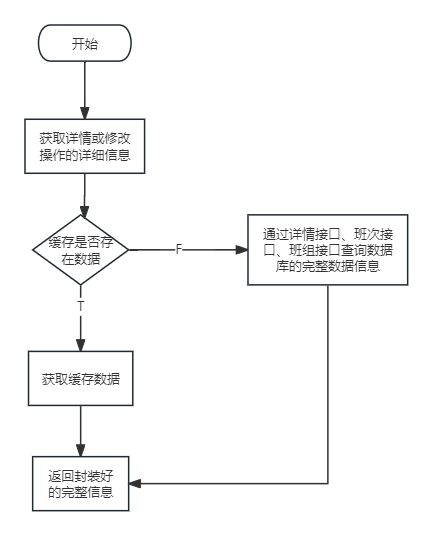 开始
获取详情或修改
操作的详细信息
缓存是否存
在数据
F
通过详情接口、班次接
口、班组接口查询数据
库的完整数据信息
T
获取缓存数据
返回封装好
的完整信息